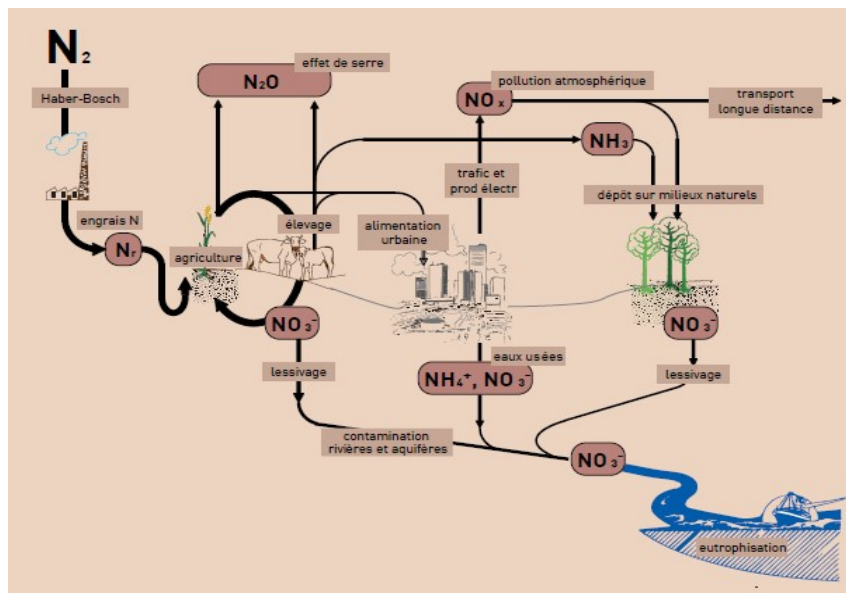 N₂
Haber-Bosch
engrais N
Nr
agriculture
effet de serre
N₂O
élevage
alimentation
urbaine
pollution atmosphérique
NOx
trafic et
prod électr
NH₃
transport
longue distance
dépôt sur milieux naturels
NO₃⁻
lessivage
eaux usées
NH₄⁺, NO₃⁻
NO₃⁻
lessivage
contamination
rivières et aquifères
NO₃⁻
eutrophisation